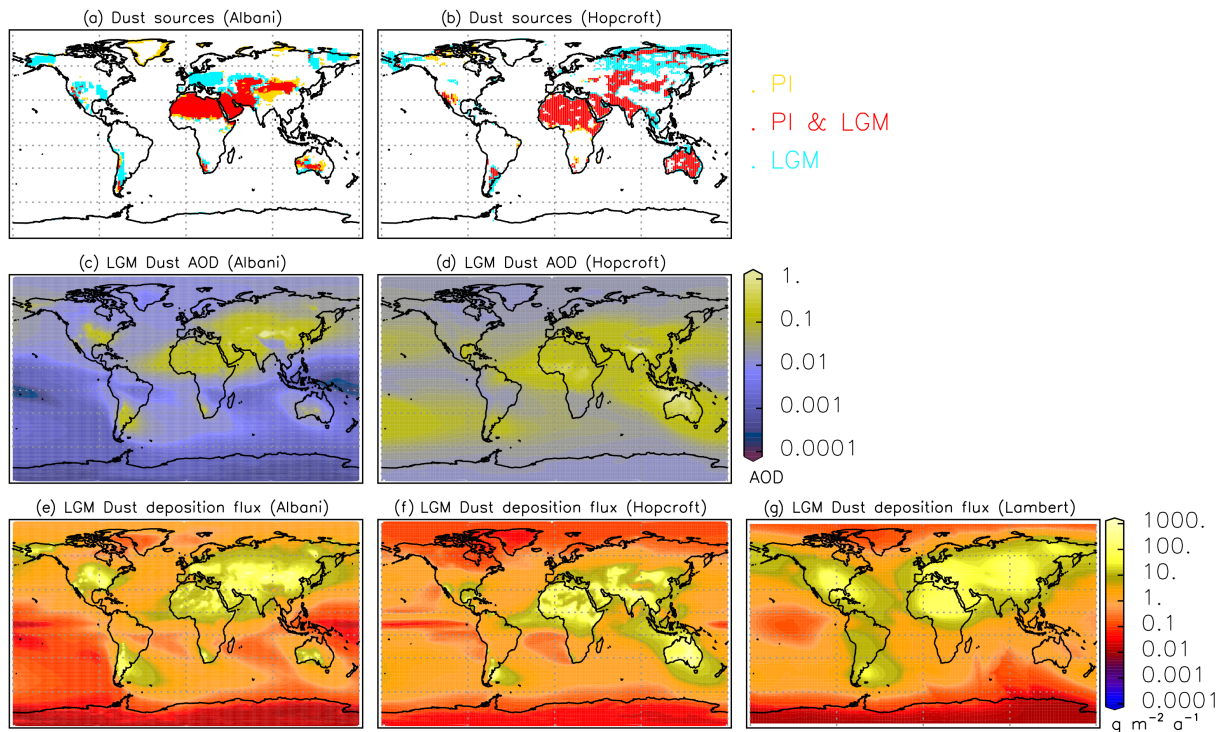 (a) Dust sources (Albani)
(b) Dust sources (Hopcroft)
. PI
. PI & LGM
. LGM
(c) LGM Dust AOD (Albani)
(d) LGM Dust AOD (Hopcroft)
1.
0.1
0.01
0.001
0.0001
AOD
(e) LGM Dust deposition flux (Albani)
(f) LGM Dust deposition flux (Hopcroft)
(g) LGM Dust deposition flux (Lambert)
1000.
100.
10.
1.
0.1
0.01
0.001
0.0001
g m⁻² a⁻¹